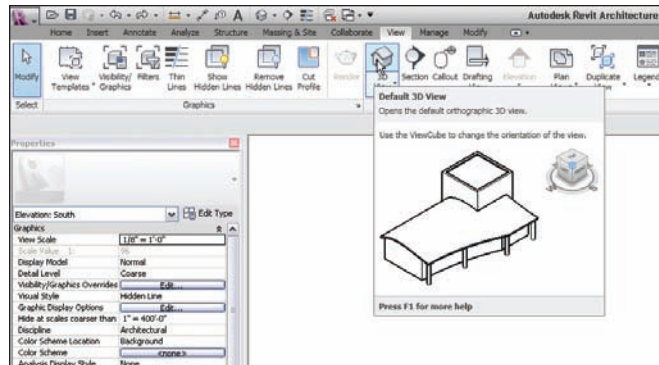 Autodesk Revit Architecture
Home Insert Annotate Analyze Structure Massing & Site Collaborate View Manage Modify
Modify View Templates Visibility/ Graphics Filters Thin Lines Show Hidden Lines Remove Hidden Lines Cut Profile Render 3D Section Callout Drafting Elevation Plan Duplicate View Legend
Select Graphics
Default 3D View
Opens the default orthographic 3D view.
Use the ViewCube to change the orientation of the view.
Press F1 for more help
Properties
Elevation: South Edit Type
Graphics
View Scale 1/8" = 1'-0"
Scale Value 1: 96
Display Model Normal
Detail Level Coarse
Visibility/Graphics Overrides Edit...
Visual Style Hidden Line
Graphic Display Options Edit...
Hide at scales coarser than 1" = 400'-0"
Discipline Architectural
Color Scheme Location Background
Color Scheme <none>
Analysis Display Style None